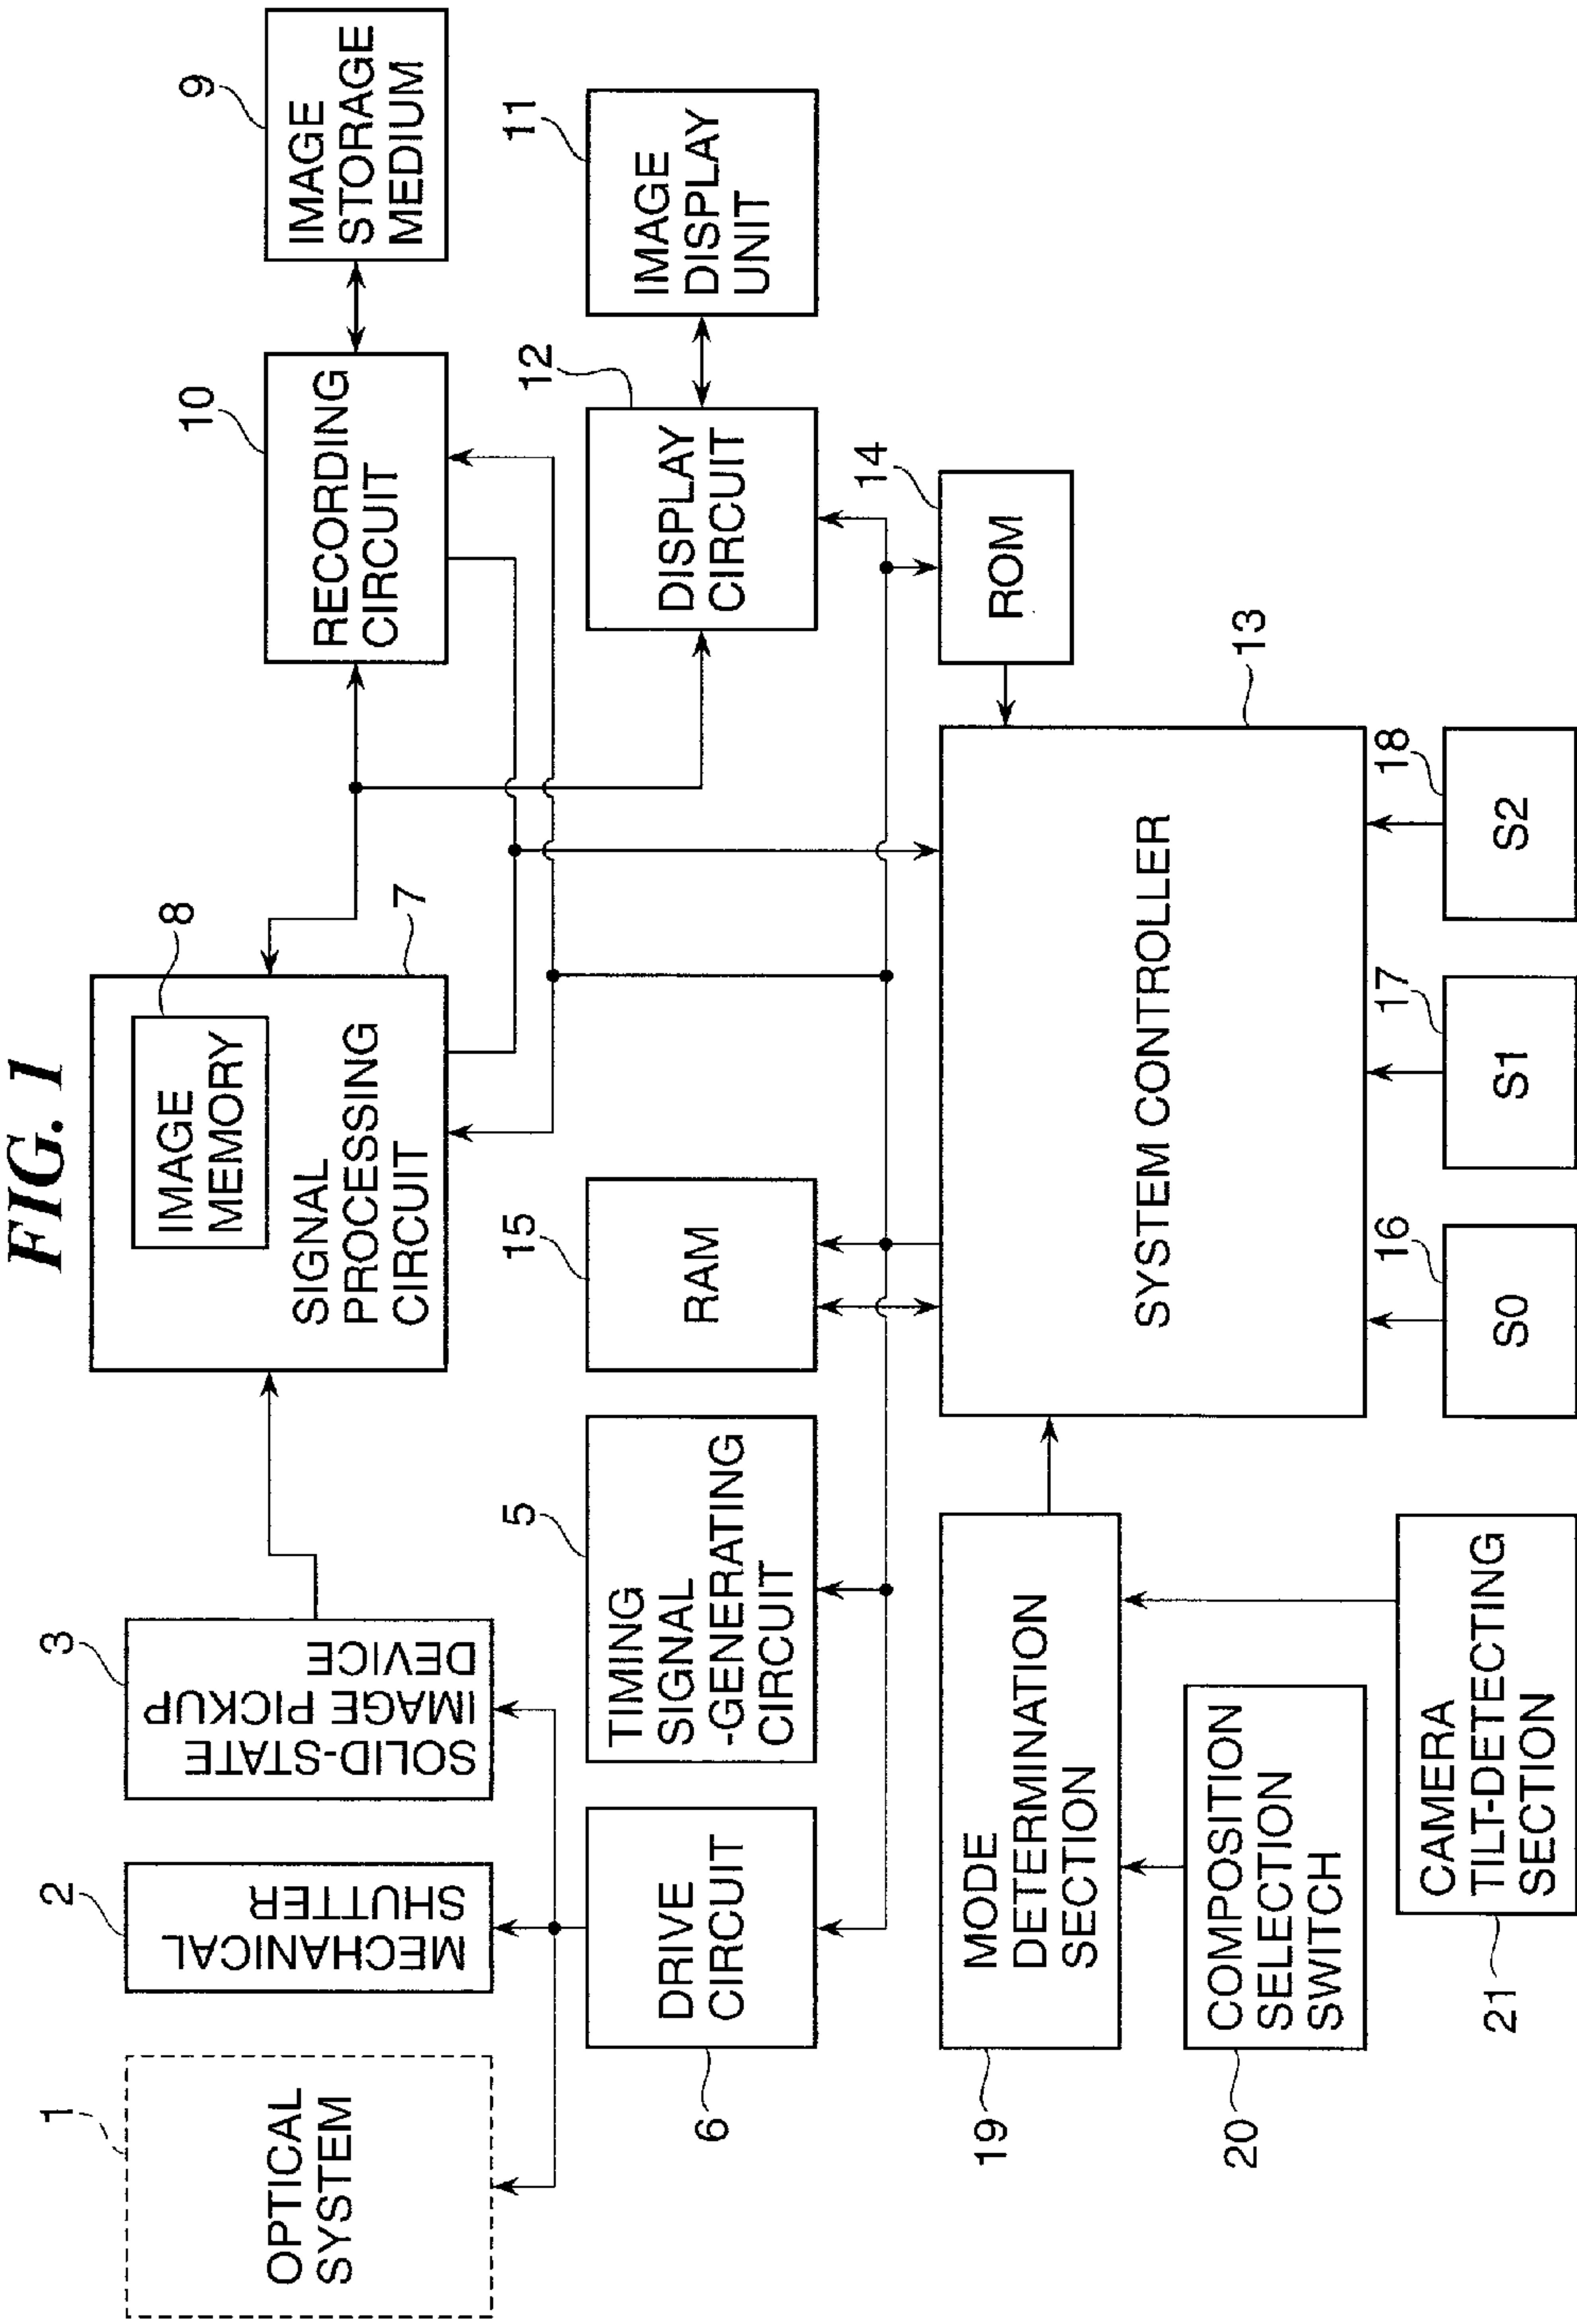 FIG. 1
1
OPTICAL
SYSTEM
2
MECHANICAL
SHUTTER
3
SOLID-STATE
IMAGE PICKUP
DEVICE
8
IMAGE
MEMORY
7
SIGNAL
PROCESSING
CIRCUIT
10
RECORDING
CIRCUIT
9
IMAGE
STORAGE
MEDIUM
6
DRIVE
CIRCUIT
5
TIMING
SIGNAL
-GENERATING
CIRCUIT
15
RAM
12
DISPLAY
CIRCUIT
11
IMAGE
DISPLAY
UNIT
14
ROM
19
MODE
DETERMINATION
SECTION
13
SYSTEM CONTROLLER
20
COMPOSITION
SELECTION
SWITCH
21
CAMERA
TILT-DETECTING
SECTION
16
S0
17
S1
18
S2